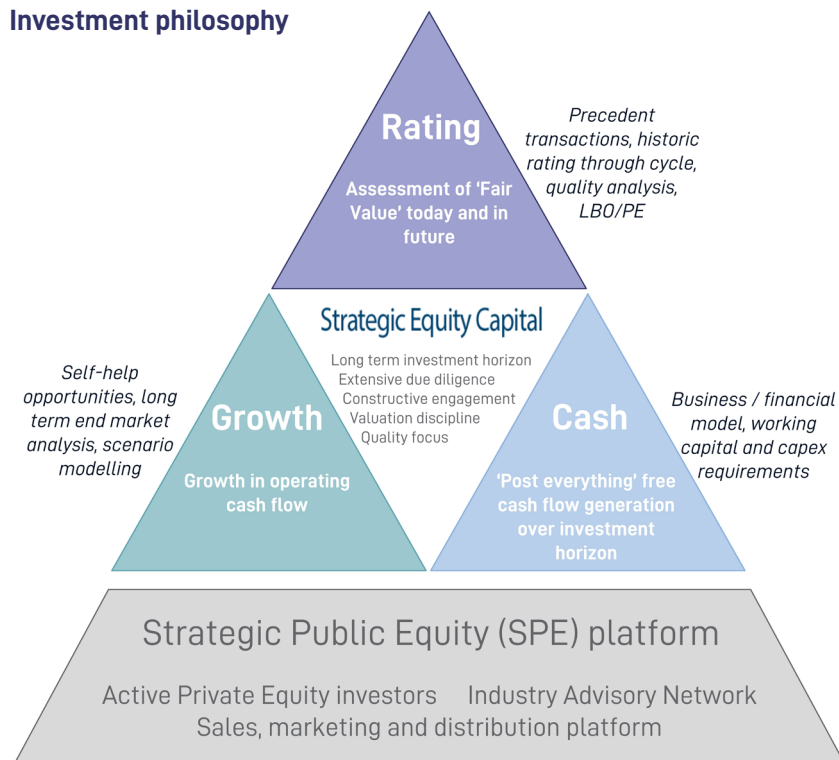 Investment philosophy
Rating
Assessment of ‘Fair
Value’ today and in
future
Precedent
transactions, historic
rating through cycle,
quality analysis,
LBO/PE
Strategic Equity Capital
Long term investment horizon
Extensive due diligence
Constructive engagement
Valuation discipline
Quality focus
Self-help
opportunities, long
term end market
analysis, scenario
modelling
Growth
Growth in operating
cash flow
Cash
‘Post everything’ free
cash flow generation
over investment
horizon
Business / financial
model, working
capital and capex
requirements
Strategic Public Equity (SPE) platform
Active Private Equity investors Industry Advisory Network
Sales, marketing and distribution platform